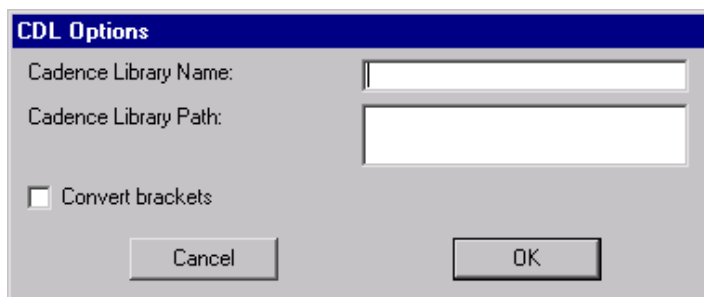 CDL Options
Cadence Library Name:
Cadence Library Path:
Convert brackets
Cancel OK